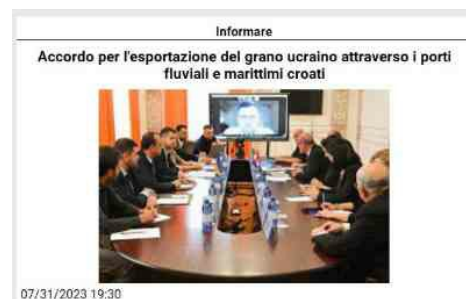 Informare
Accordo per l'esportazione del grano ucraino attraverso i porti
fluviali e marittimi croati
07/31/2023 19:30